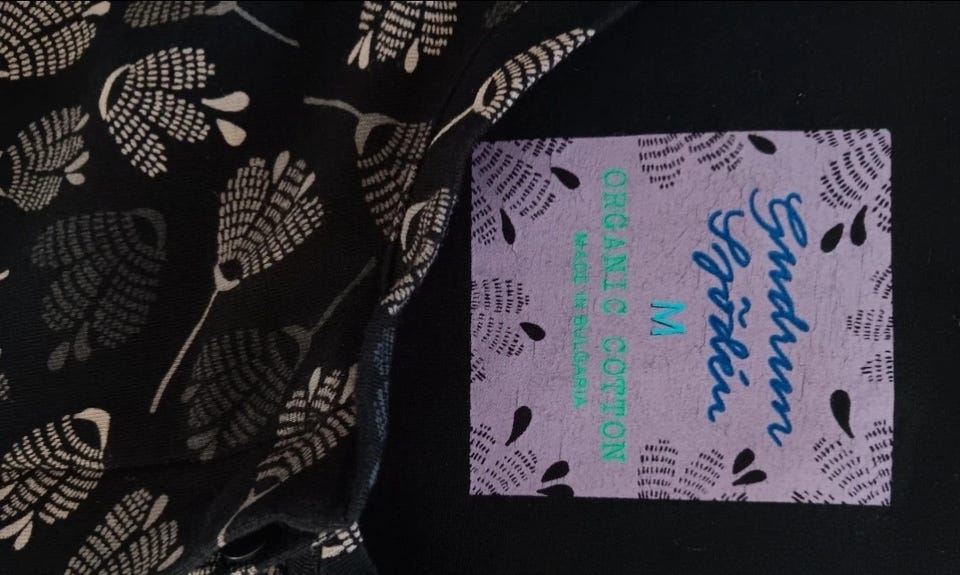 Gudrun
Sjödén
M
ORGANIC COTTON
MADE IN BULGARIA